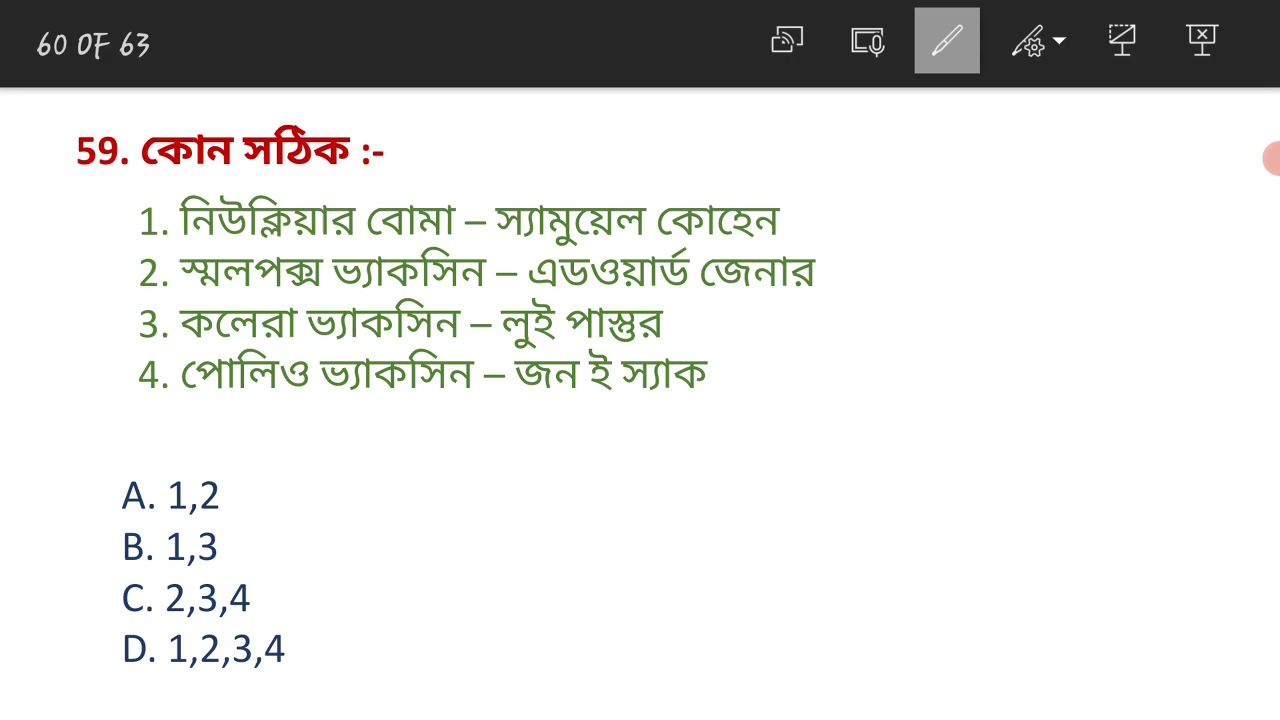 60 OF 63
59. কোন সঠিক :-
1. নিউক্লিয়ার বোমা – স্যামুয়েল কোহেন
2. স্মলপক্স ভ্যাকসিন – এডওয়ার্ড জেনার
3. কলেরা ভ্যাকসিন – লুই পাস্তুর
4. পোলিও ভ্যাকসিন – জন ই স্যাক
A. 1,2
B. 1,3
C. 2,3,4
D. 1,2,3,4